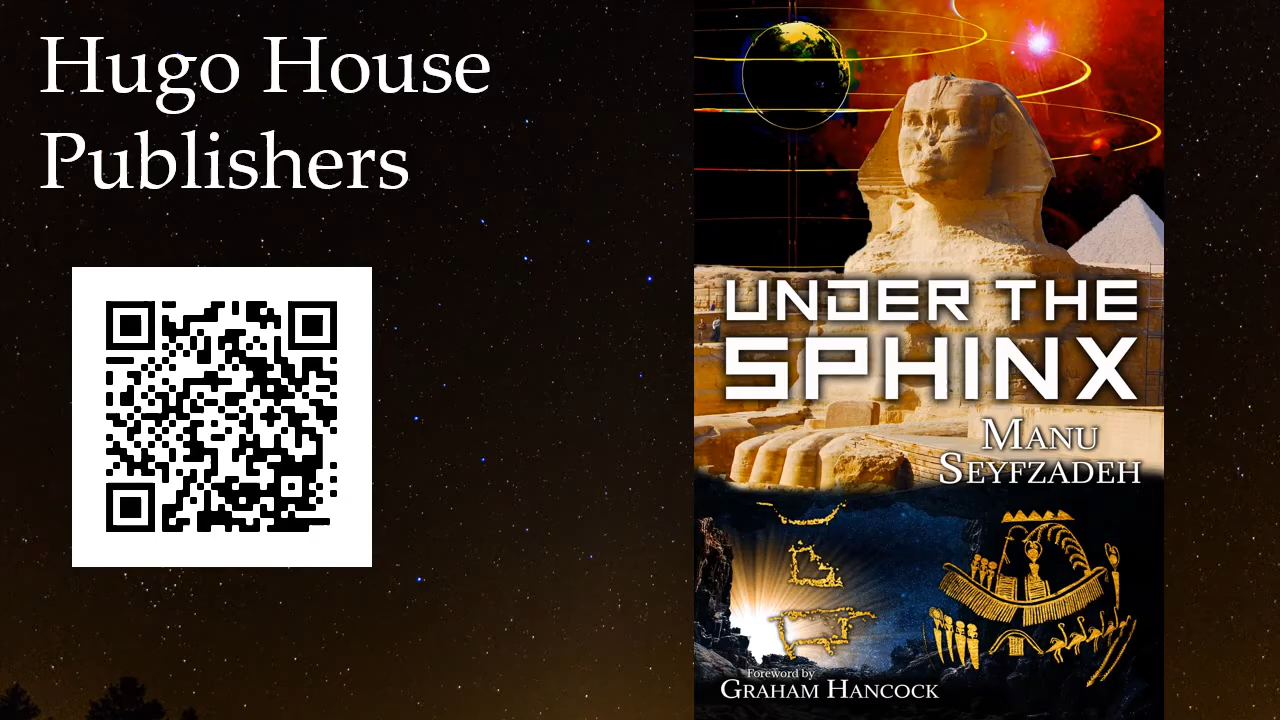 Hugo House
Publishers
UNDER THE
SPHINX
MANU
SEYFZADEH
Foreword by
GRAHAM HANCOCK